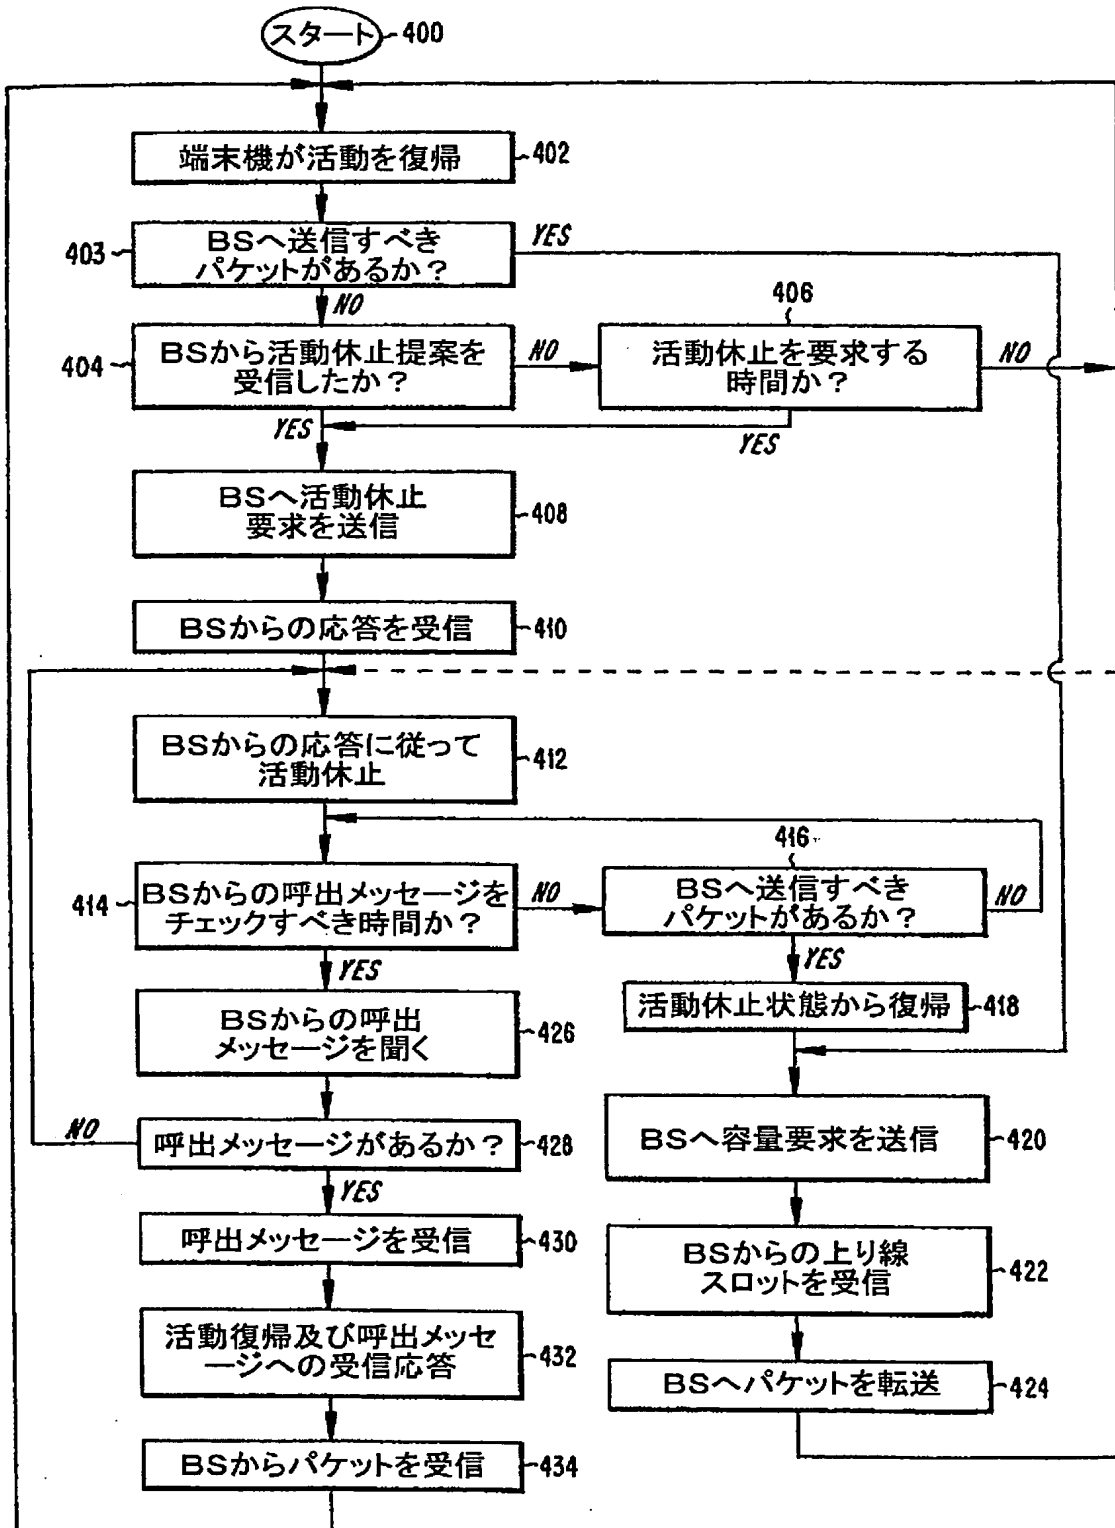 スタート 400
端末機が活動を復帰 402
403 BSへ送信すべき
パケットがあるか?
YES
NO
406
404 BSから活動休止提案を
受信したか?
NO
活動休止を要求する
時間か?
NO
YES
YES
BSへ活動休止
要求を送信
408
BSからの応答を受信 410
BSからの応答に従って
活動休止
412
416
414 BSからの呼出メッセージを
チェックすべき時間か?
NO
BSへ送信すべき
パケットがあるか?
NO
YES
YES
活動休止状態から復帰 418
BSからの呼出
メッセージを聞く
426
BSへ容量要求を送信 420
NO
呼出メッセージがあるか? 428
YES
呼出メッセージを受信 430
BSからの上り線
スロットを受信
422
活動復帰及び呼出メッセ
ージへの受信応答
432
BSへパケットを転送 424
BSからパケットを受信 434